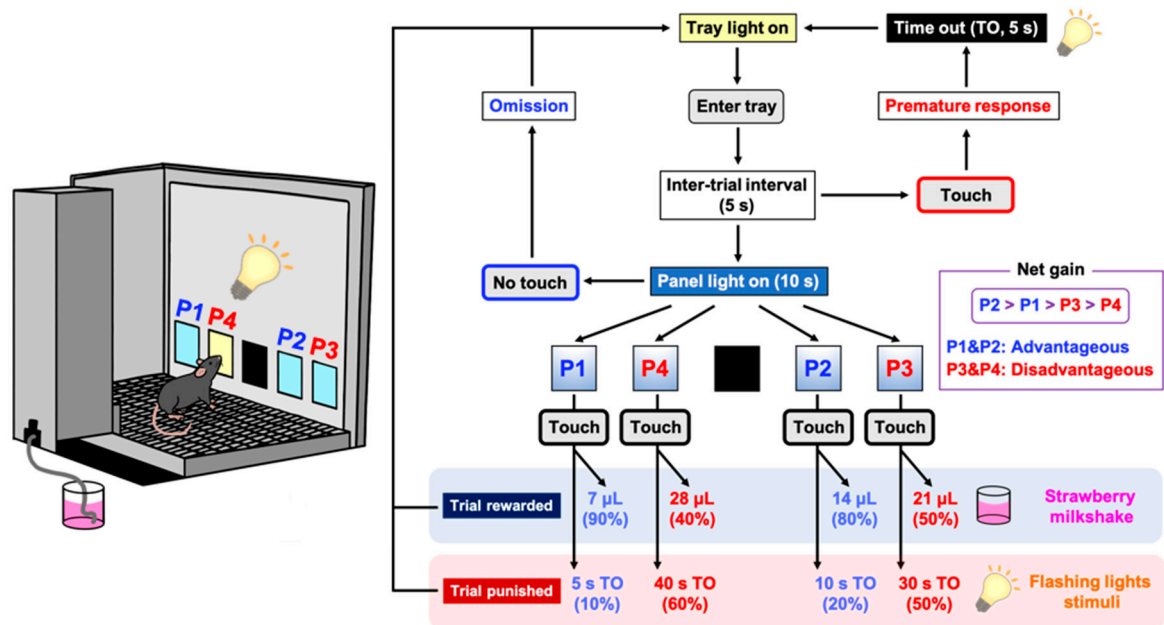 Tray light on
Time out (TO, 5 s)
Omission
Enter tray
Premature response
Inter-trial interval
(5 s)
Touch
No touch
Panel light on (10 s)
Net gain
P2 > P1 > P3 > P4
P1&P2: Advantageous
P3&P4: Disadvantageous
P1
P4
P2
P3
P1
P4
P2
P3
Touch
Touch
Touch
Touch
Trial rewarded
7 µL
(90%)
28 µL
(40%)
14 µL
(80%)
21 µL
(50%)
Strawberry
milkshake
Trial punished
5 s TO
(10%)
40 s TO
(60%)
10 s TO
(20%)
30 s TO
(50%)
Flashing lights
stimuli